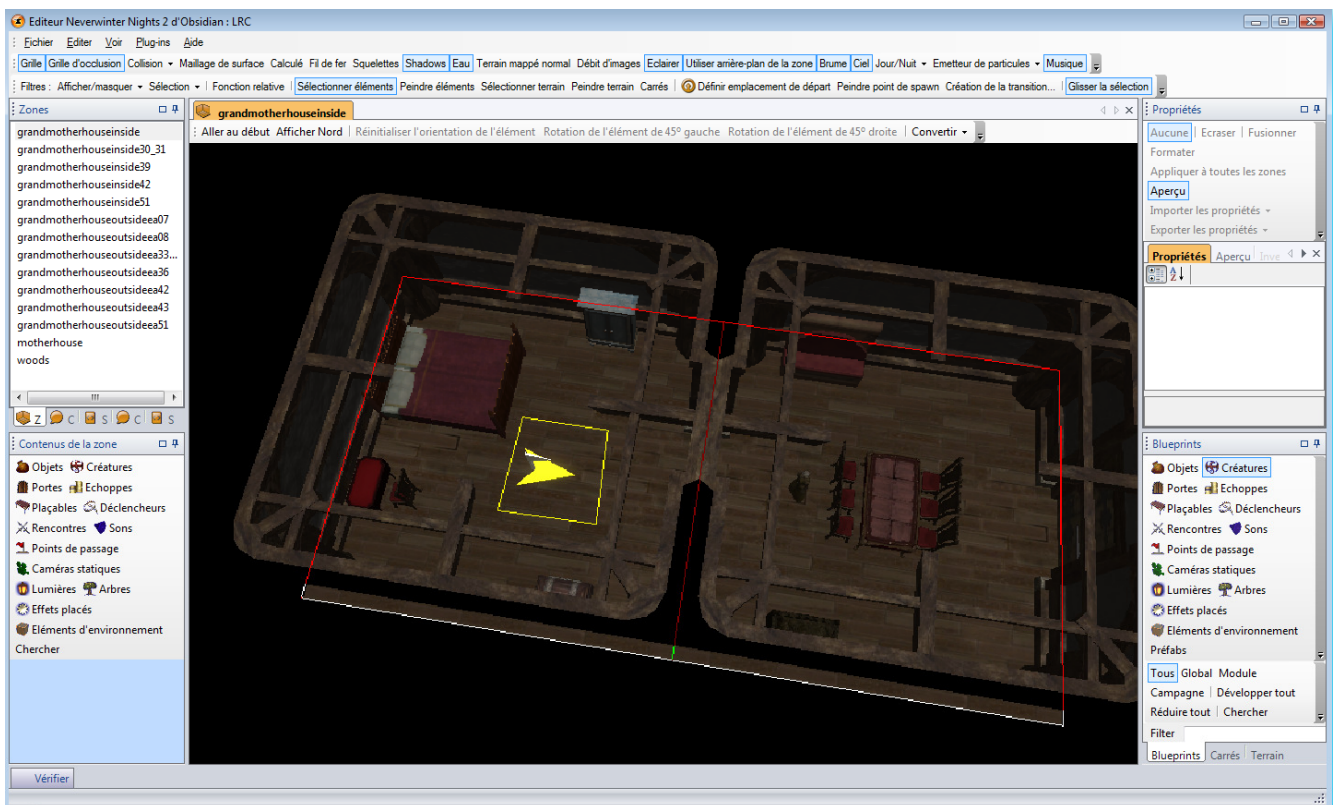 Editeur Neverwinter Nights 2 d'Obsidian : LRC
Fichier Editer Voir Plug-ins Aide
Grille Grille d'occlusion Collision Maillage de surface Calculé Fil de fer Squelettes Shadows Eau Terrain mappé normal Débit d'images Eclairer Utiliser arrière-plan de la zone Brume Ciel Jour/Nuit Emetteur de particules Musique
Filtres : Afficher/masquer Sélection Fonction relative Sélectionner éléments Peindre éléments Sélectionner terrain Peindre terrain Carrés Définir emplacement de départ Peindre point de spawn Création de la transition... Glisser la sélection
Zones
grandmotherhouseinside
grandmotherhouseinside30_31
grandmotherhouseinside39
grandmotherhouseinside42
grandmotherhouseinside51
grandmotherhouseoutsideea07
grandmotherhouseoutsideea08
grandmotherhouseoutsideea33...
grandmotherhouseoutsideea36
grandmotherhouseoutsideea42
grandmotherhouseoutsideea43
grandmotherhouseoutsideea51
motherhouse
woods
Z C S C S
Contenus de la zone
Objets Créatures
Portes Echoppes
Plaçables Déclencheurs
Rencontres Sons
Points de passage
Caméras statiques
Lumières Arbres
Effets placés
Eléments d'environnement
Chercher
grandmotherhouseinside
Aller au début Afficher Nord Réinitialiser l'orientation de l'élément Rotation de l'élément de 45° gauche Rotation de l'élément de 45° droite Convertir
Propriétés
Aucune Ecraser Fusionner
Formater
Appliquer à toutes les zones
Aperçu
Importer les propriétés
Exporter les propriétés
Propriétés Aperçu Inve
Blueprints
Objets Créatures
Portes Echoppes
Plaçables Déclencheurs
Rencontres Sons
Points de passage
Caméras statiques
Lumières Arbres
Effets placés
Eléments d'environnement
Préfabs
Tous Global Module
Campagne Développer tout
Réduire tout Chercher
Filter
Blueprints Carrés Terrain
Vérifier